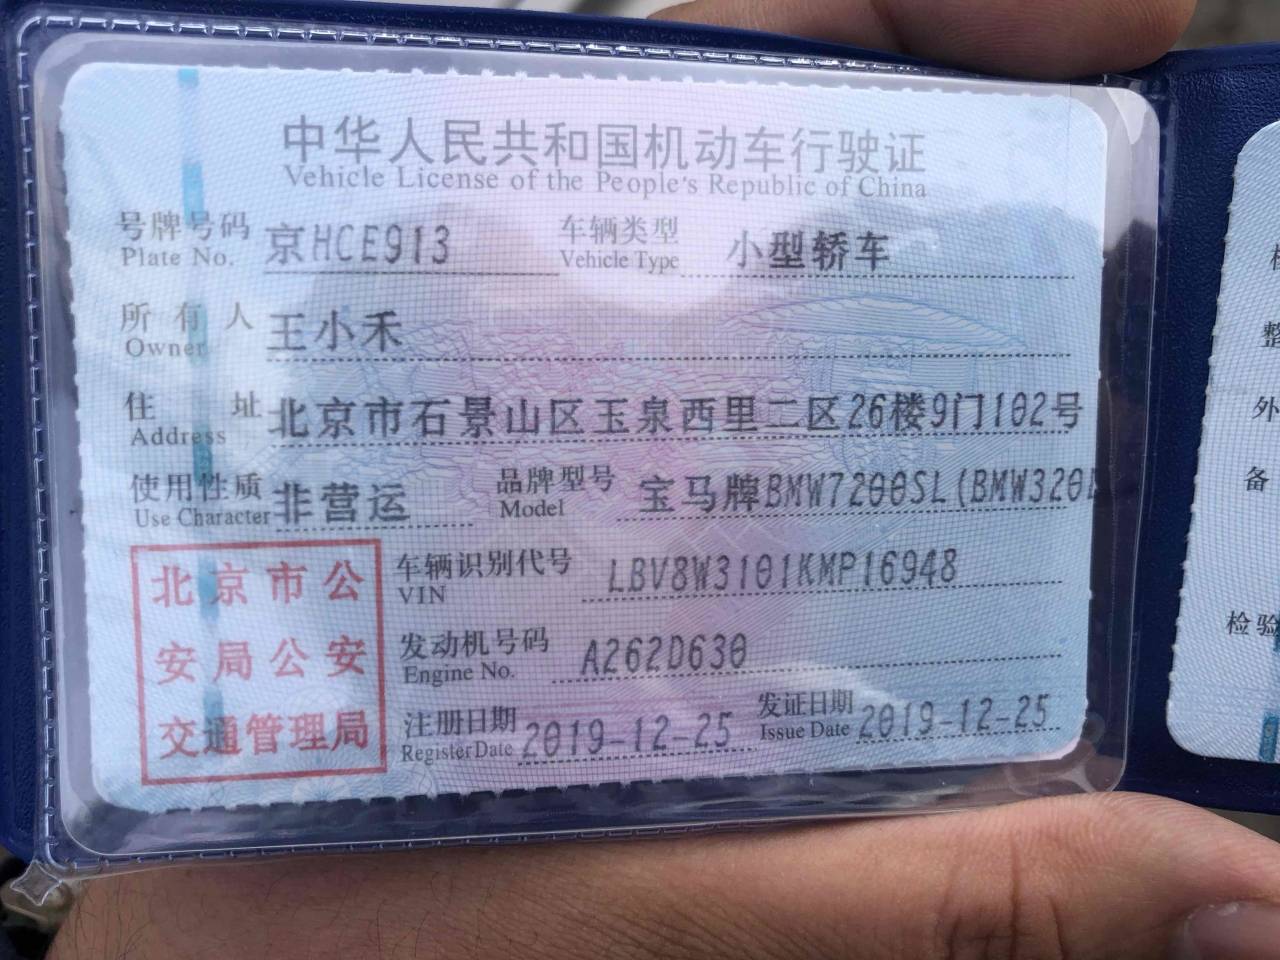 中华人民共和国机动车行驶证
Vehicle License of the People's Republic of China
号牌号码 京HCE913 车辆类型 小型轿车
Plate No. Vehicle Type
所有人 王小禾
Owner
住址 北京市石景山区玉泉西里二区26楼9门102号
Address
使用性质 非营运 品牌型号 宝马牌BMW7200SL(BMW320
Use Character Model
北京市公
安局公安
交通管理局
车辆识别代号 LBV8W3101KMP16948
VIN
发动机号码 A262D630
Engine No.
注册日期 2019-12-25 发证日期 2019-12-25
Register Date Issue Date
整
外
备
检验